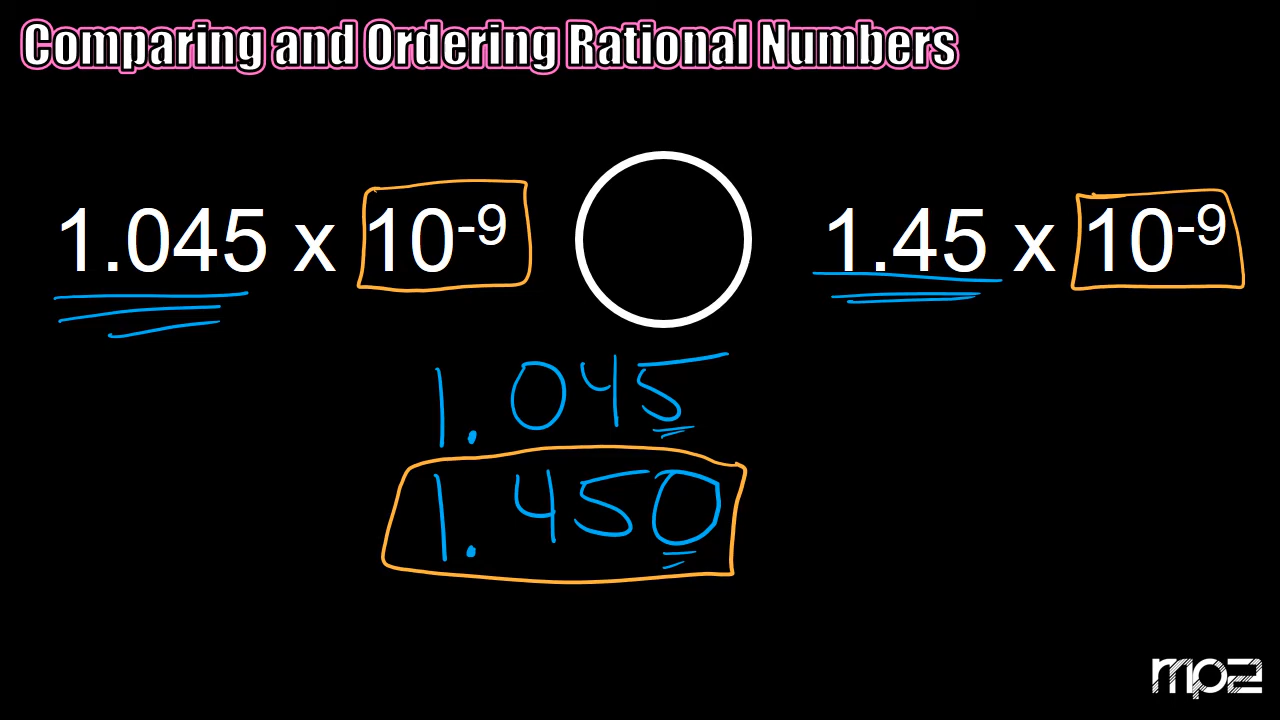 Comparing and Ordering Rational Numbers
1.045 x 10⁻⁹ 1.45 x 10⁻⁹
1.045
1.450
mp2